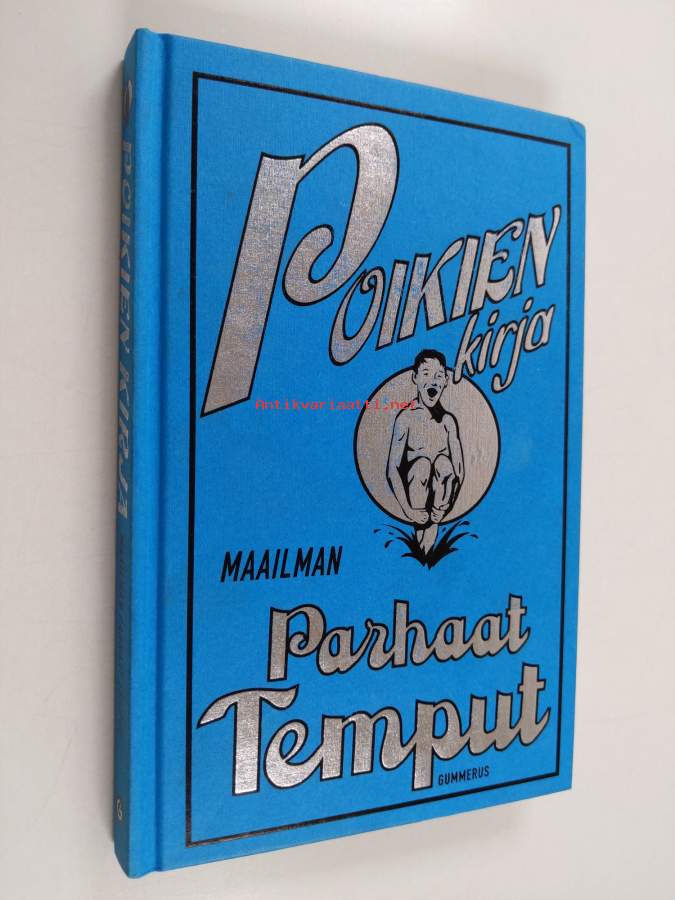 POIKIEN
kirja
MAAILMAN
Parhaat
Temput
GUMMERUS
POIKIEN KIRJA
G
Antikvariaatti.net